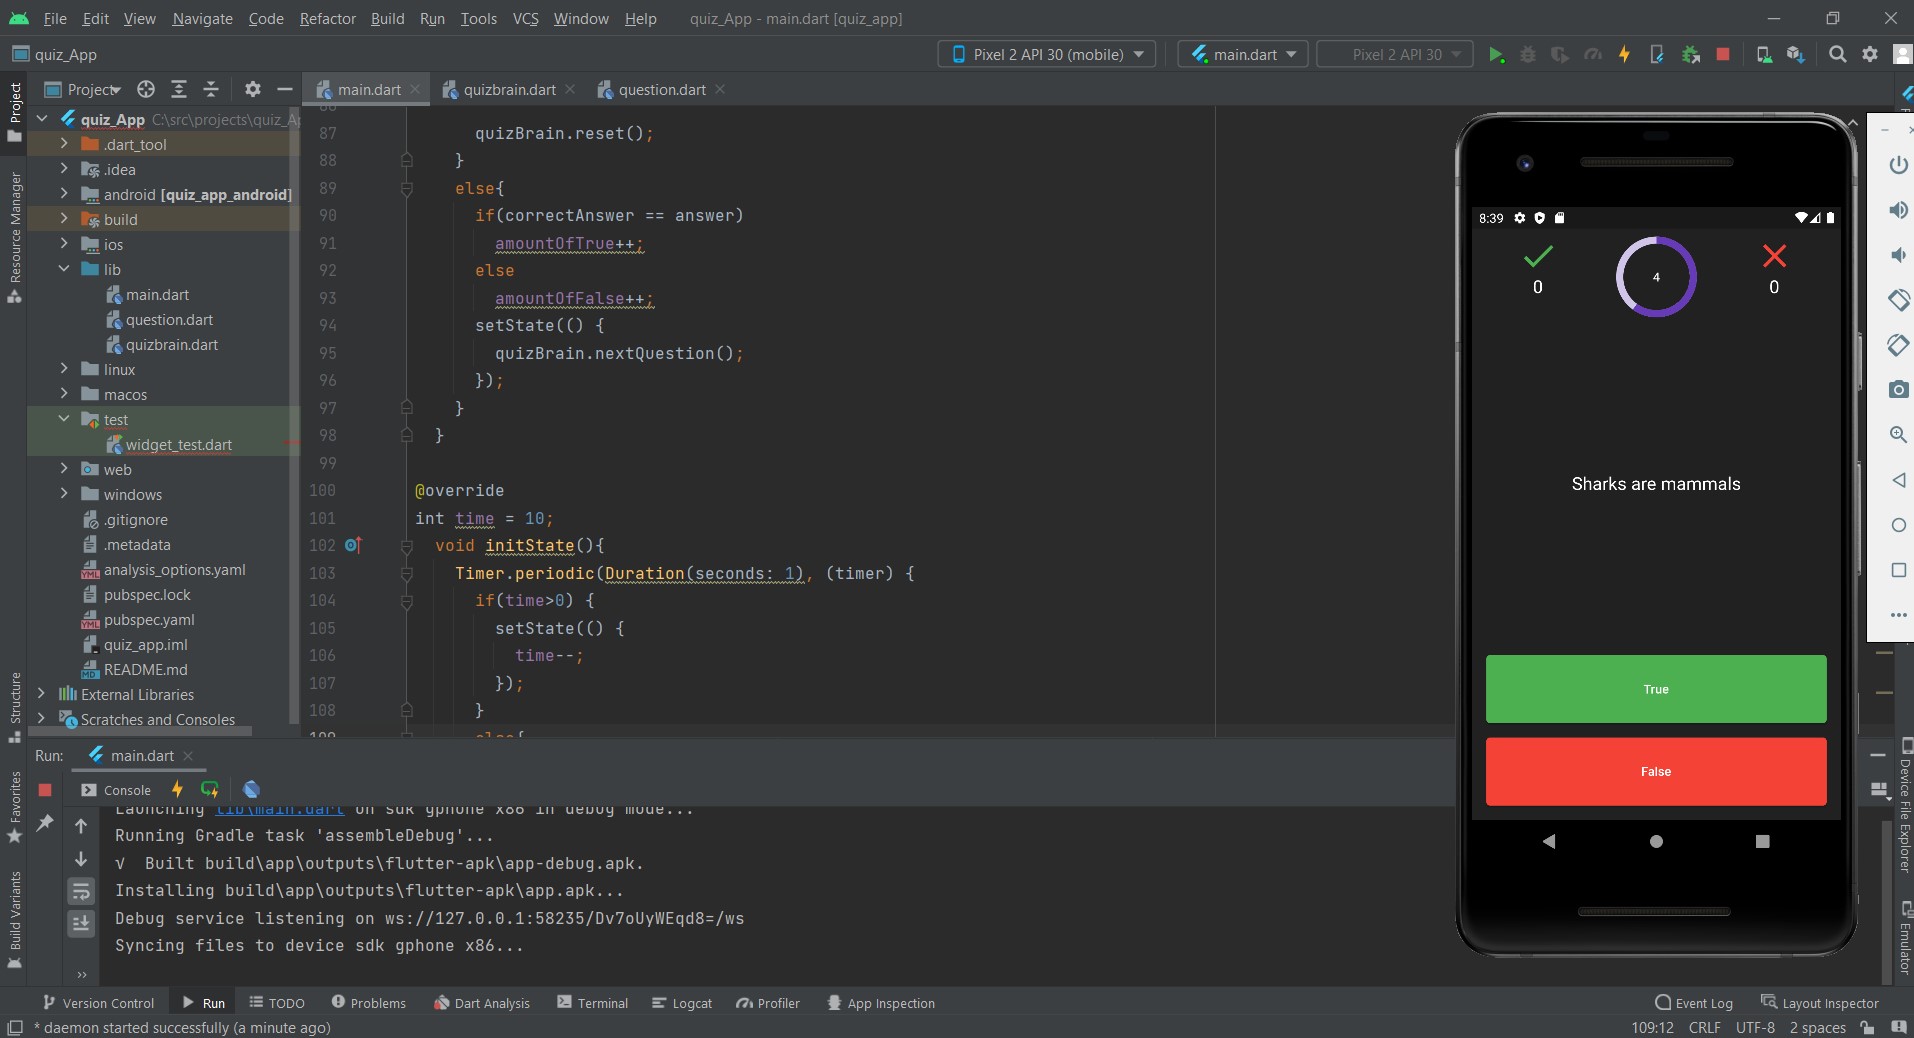 File Edit View Navigate Code Refactor Build Run Tools VCS Window Help quiz_App - main.dart [quiz_app]
quiz_App
Pixel 2 API 30 (mobile) main.dart Pixel 2 API 30
Project
Resource Manager
Structure
Favorites
Build Variants
Project
main.dart quizbrain.dart question.dart
quiz_App C:\src\projects\quiz_Ap
.dart_tool
.idea
android [quiz_app_android]
build
ios
lib
main.dart
question.dart
quizbrain.dart
linux
macos
test
widget_test.dart
web
windows
.gitignore
.metadata
analysis_options.yaml
pubspec.lock
pubspec.yaml
quiz_app.iml
README.md
External Libraries
Scratches and Consoles
87 quizBrain.reset();
88 }
89 else{
90 if(correctAnswer == answer)
91 amountOfTrue++;
92 else
93 amountOfFalse++;
94 setState(() {
95 quizBrain.nextQuestion();
96 });
97 }
98 }
99
100 @override
101 int time = 10;
102 void initState(){
103 Timer.periodic(Duration(seconds: 1), (timer) {
104 if(time>0) {
105 setState(() {
106 time--;
107 });
108 }
109 else{
8:39
0 4 0
Sharks are mammals
True
False
Run: main.dart
Console
Launching lib\main.dart on sdk gphone x86 in debug mode...
Running Gradle task 'assembleDebug'...
√ Built build\app\outputs\flutter-apk\app-debug.apk.
Installing build\app\outputs\flutter-apk\app.apk...
Debug service listening on ws://127.0.0.1:58235/Dv7oUyWEqd8=/ws
Syncing files to device sdk gphone x86...
Device File Explorer
Emulator
Version Control Run TODO Problems Dart Analysis Terminal Logcat Profiler App Inspection Event Log Layout Inspector
* daemon started successfully (a minute ago) 109:12 CRLF UTF-8 2 spaces